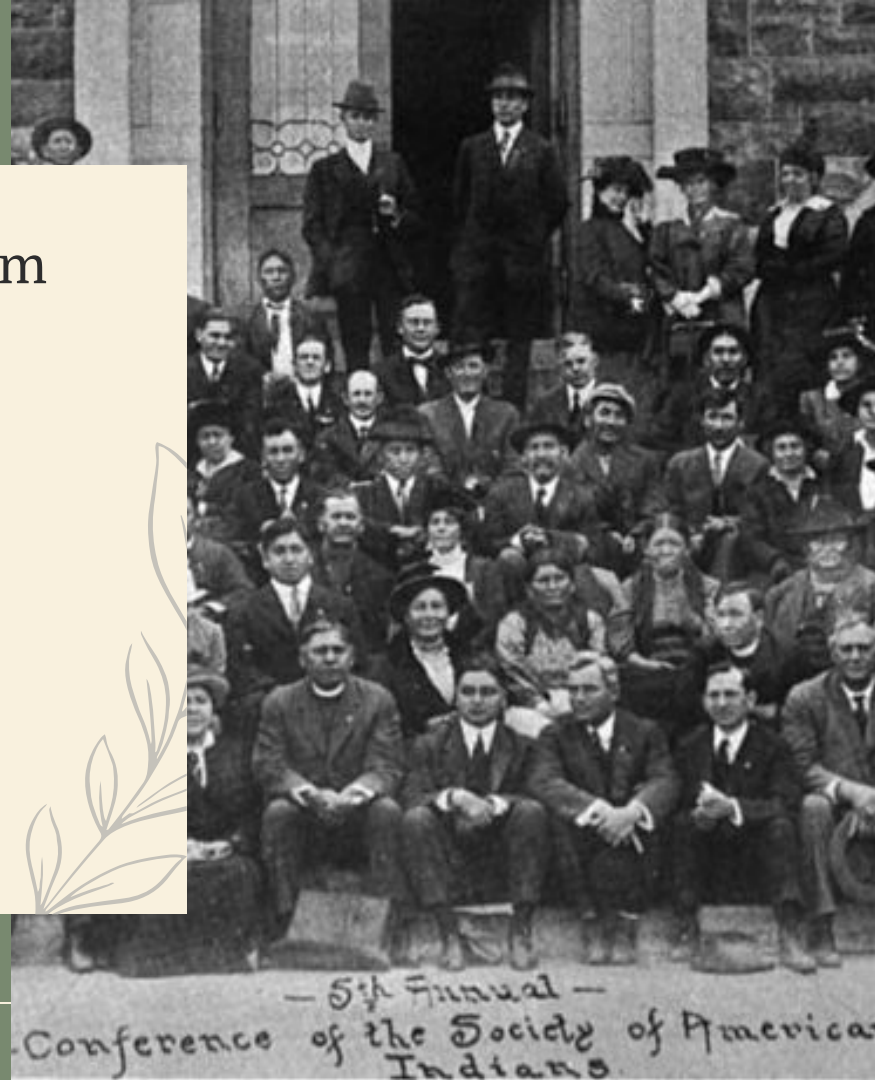 m
- 5th Annual -
Conference of the Society of America
Indians.